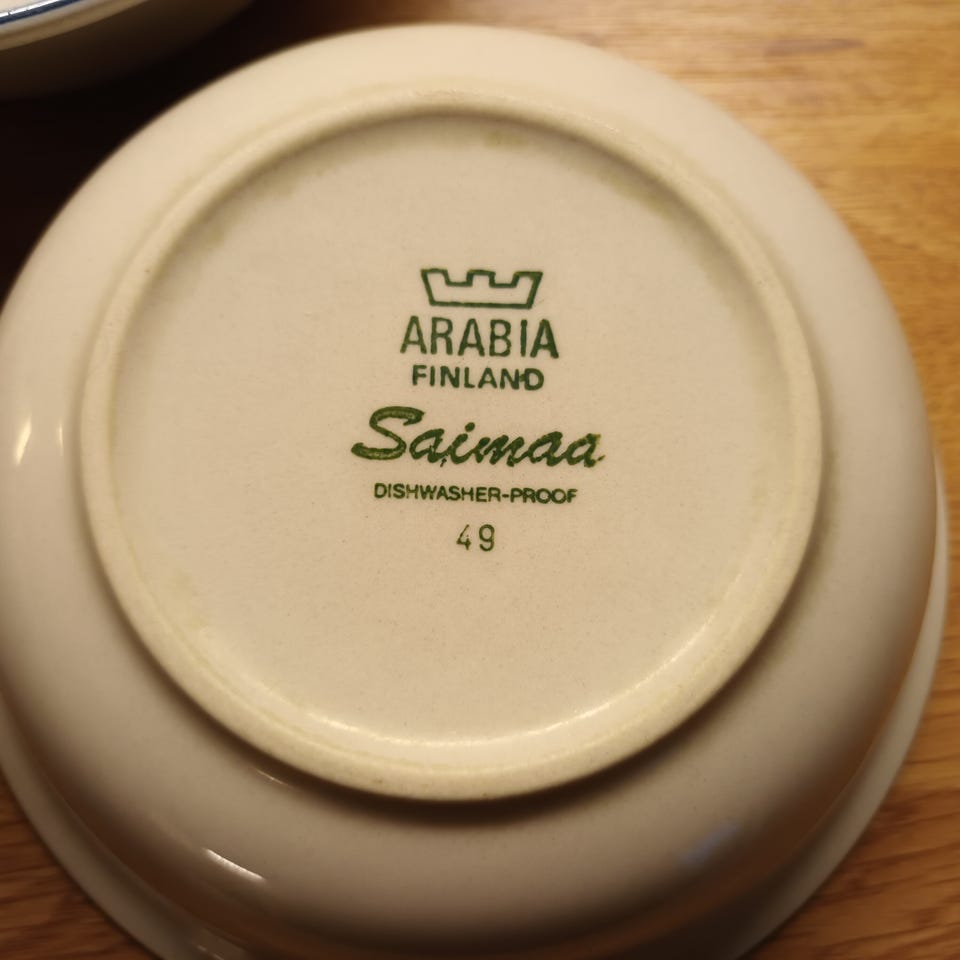 ARABIA
FINLAND
Saimaa
DISHWASHER-PROOF
49